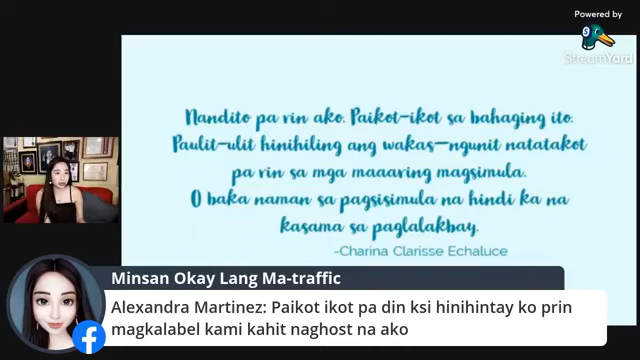 Powered by
StreamYard
Nandito pa rin ako. Paikot-ikot sa bahaging ito.
Paulit-ulit hinihiling ang wakas—ngunit natatakot
pa rin sa mga maaaring magsimula.
O baka naman sa pagsisimula na hindi ka na
kasama sa paglalakbay.
-Charina Clarisse Echaluce
Minsan Okay Lang Ma-traffic
Alexandra Martinez: Paikot ikot pa din ksi hinihintay ko prin
magkalabel kami kahit naghost na ako